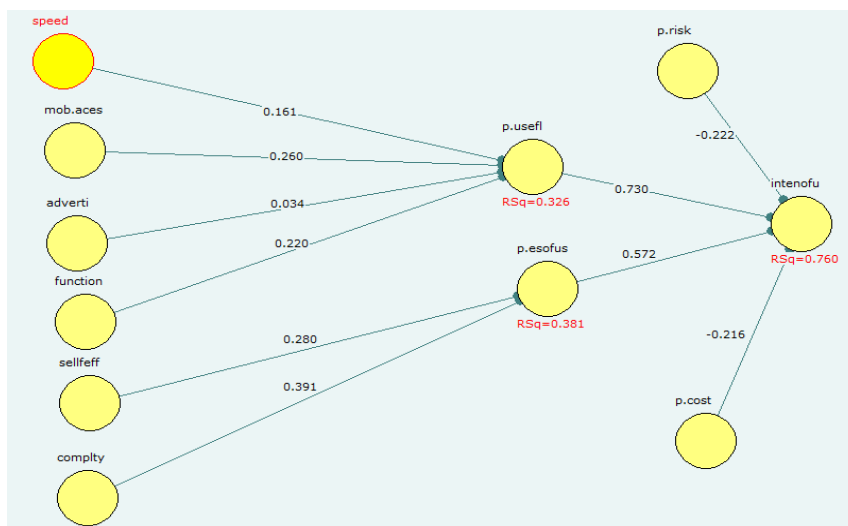 speed
p.risk
mob.aces
0.161
p.usefl
-0.222
0.260
intenofu
adverti
0.034
0.730
RSq=0.326
function
0.220
p.esofus
0.572
RSq=0.760
RSq=0.381
sellfeff
0.280
-0.216
0.391
p.cost
complty